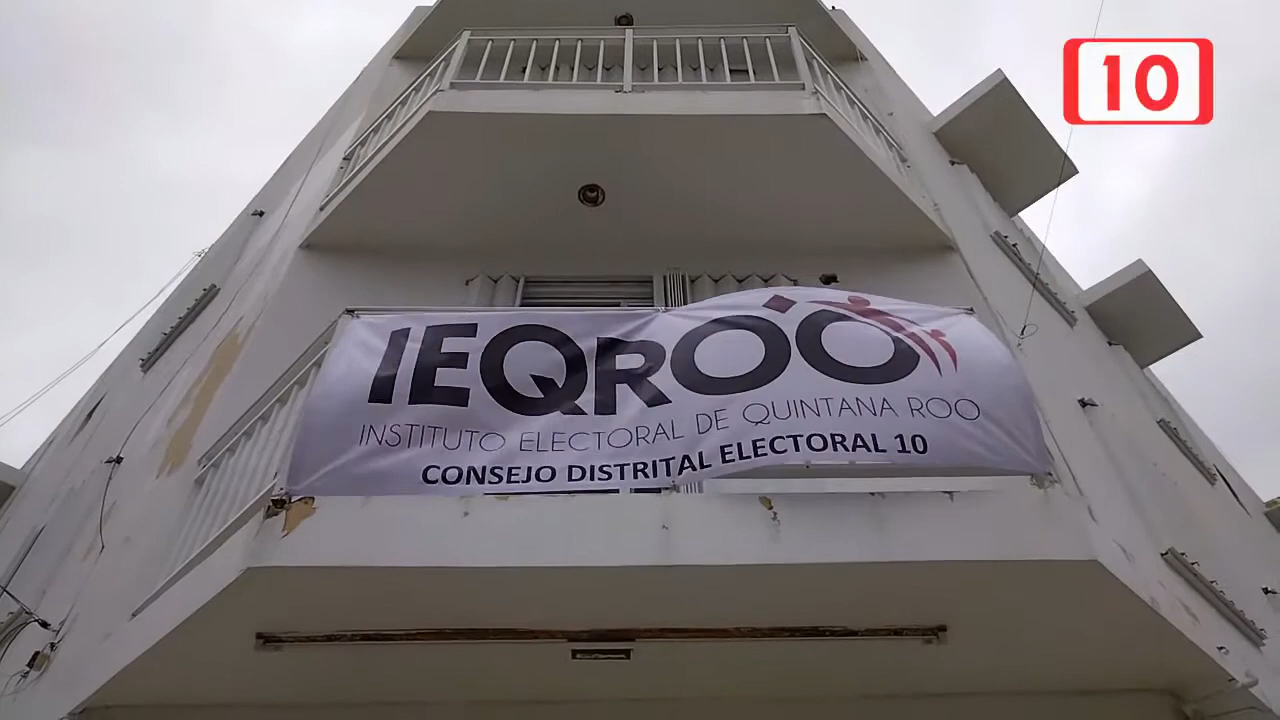 10
IEQROO
INSTITUTO ELECTORAL DE QUINTANA ROO
CONSEJO DISTRITAL ELECTORAL 10